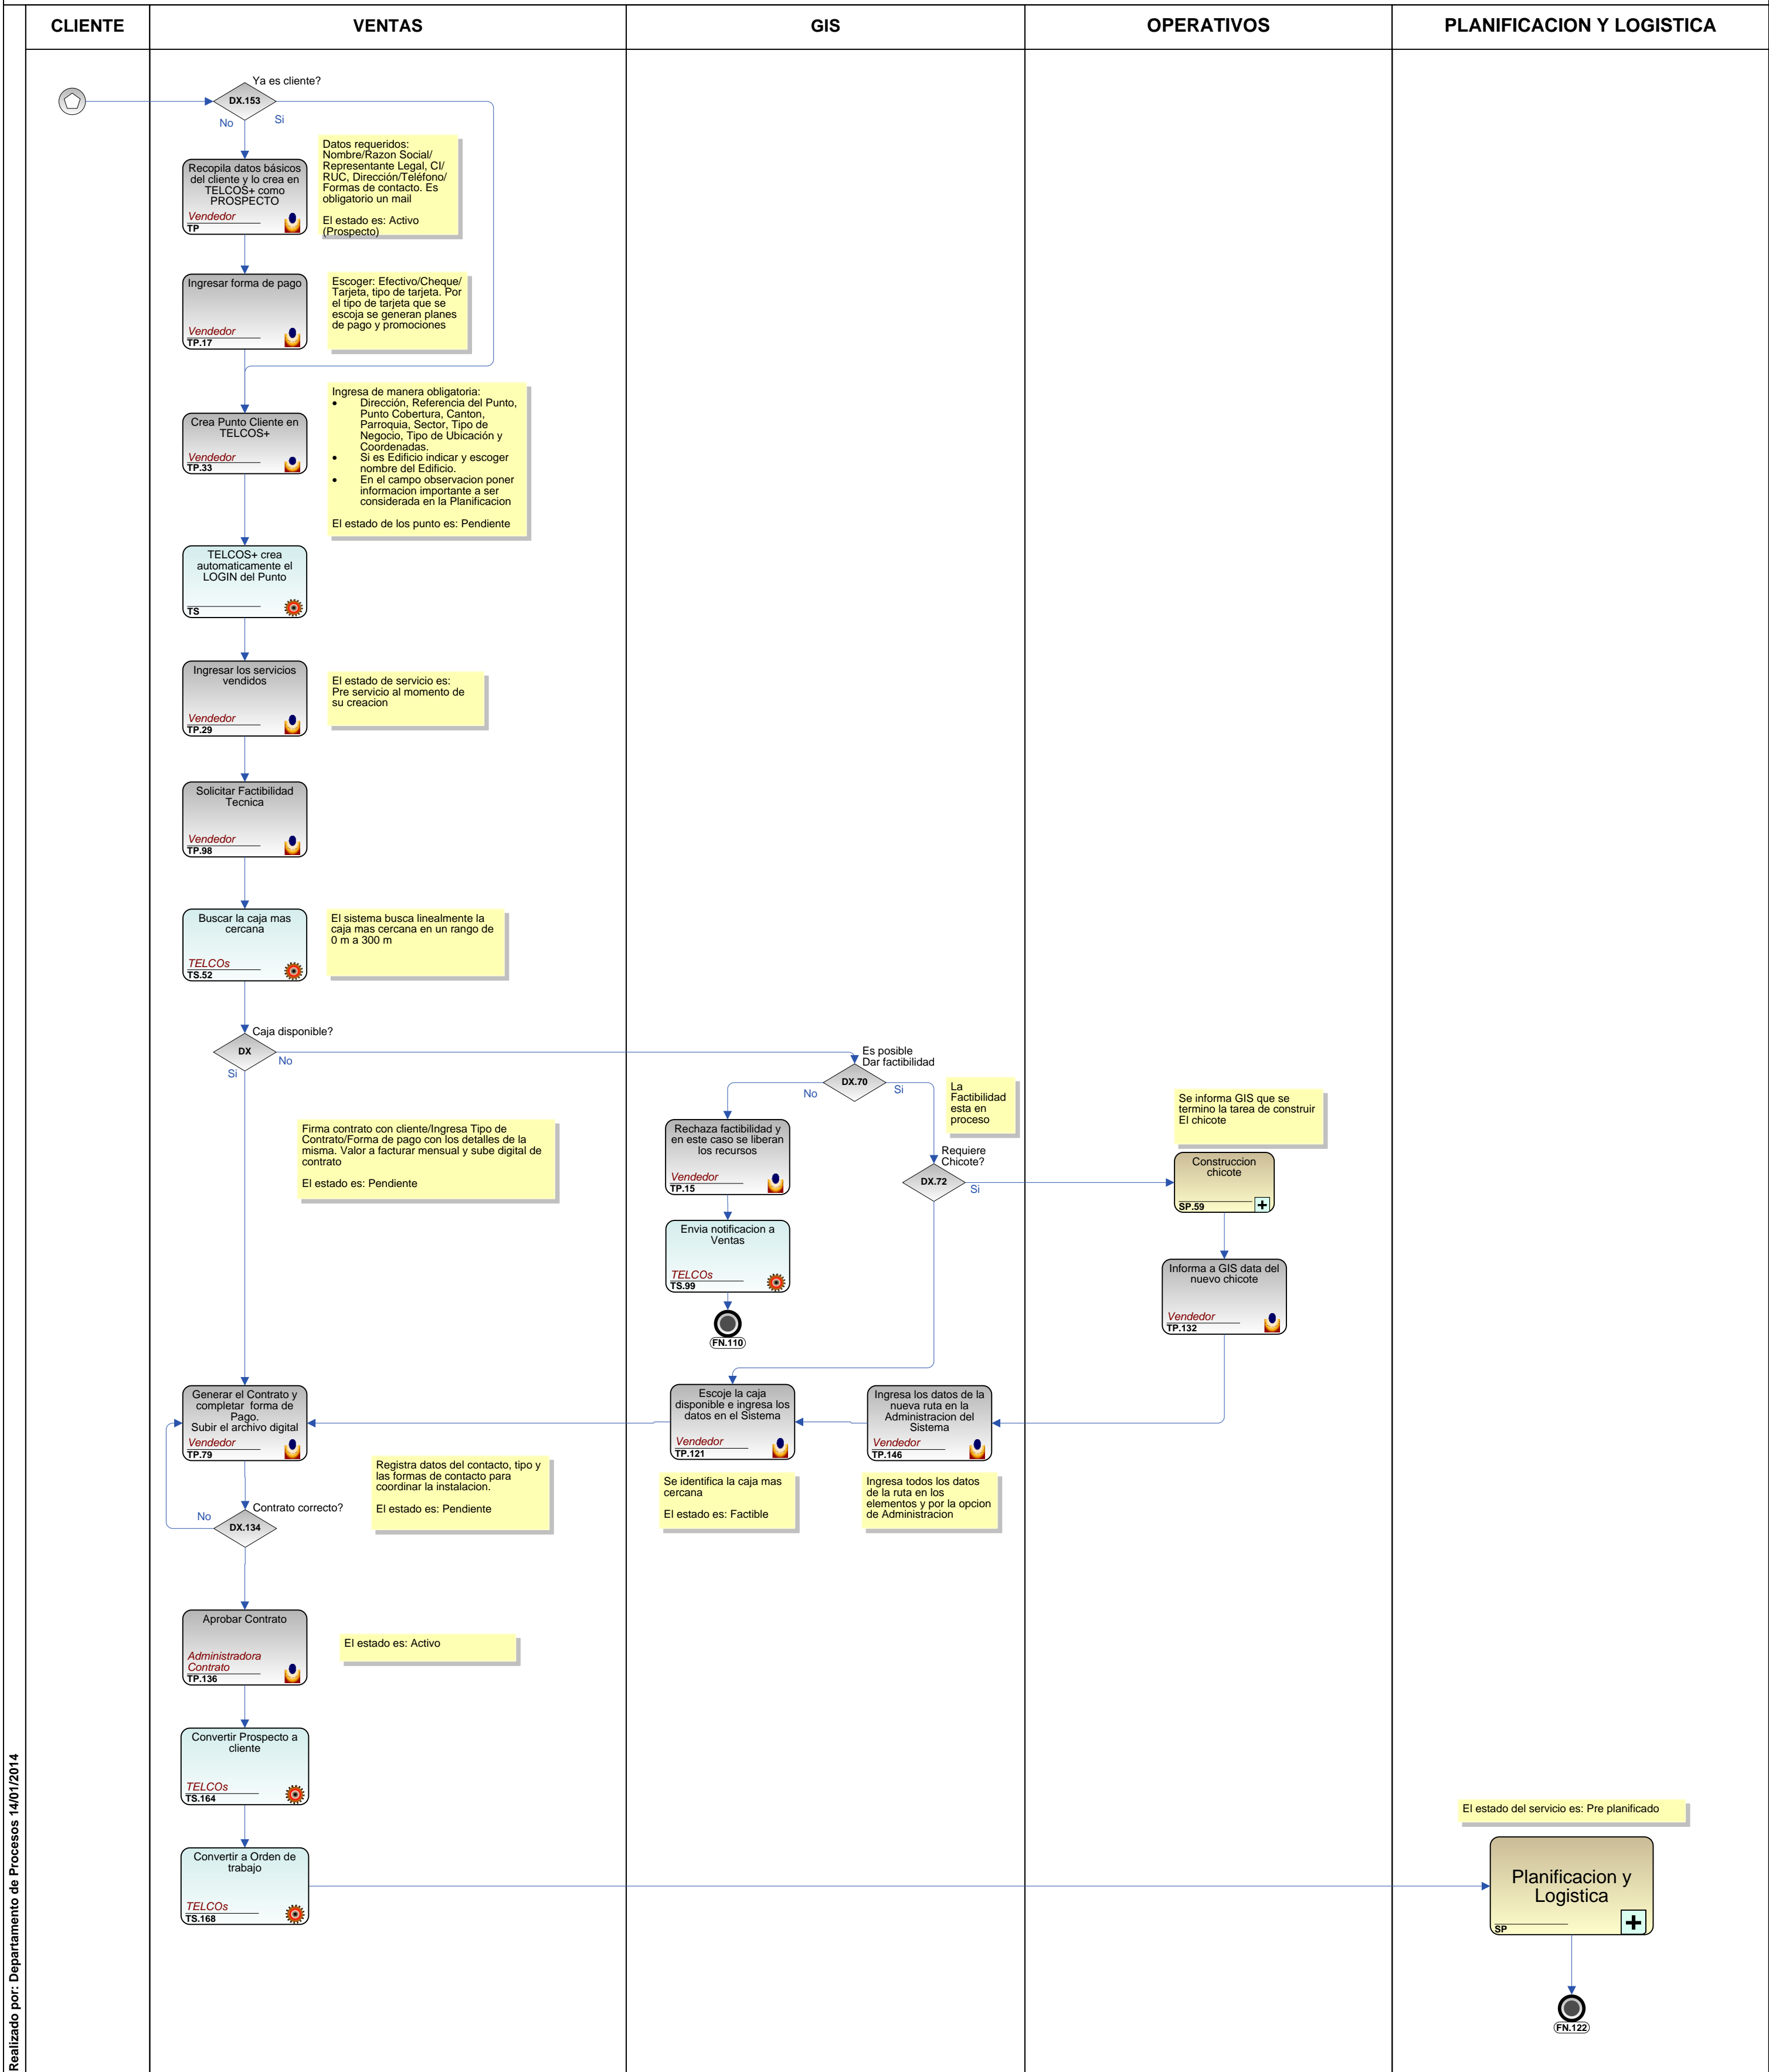 CLIENTE
VENTAS
GIS
OPERATIVOS
PLANIFICACION Y LOGISTICA
Ya es cliente?
DX.153
No
Si
Recopila datos básicos
del cliente y lo crea en
TELCOS+ como
PROSPECTO
Vendedor
TP
Datos requeridos:
Nombre/Razon Social/
Representante Legal, CI/
RUC, Dirección/Teléfono/
Formas de contacto. Es
obligatorio un mail
El estado es: Activo
(Prospecto)
Ingresar forma de pago
Vendedor
TP.17
Escoger: Efectivo/Cheque/
Tarjeta, tipo de tarjeta. Por
el tipo de tarjeta que se
escoja se generan planes
de pago y promociones
Crea Punto Cliente en
TELCOS+
Vendedor
TP.33
Ingresa de manera obligatoria:
• Dirección, Referencia del Punto,
Punto Cobertura, Canton,
Parroquia, Sector, Tipo de
Negocio, Tipo de Ubicación y
Coordenadas.
• Si es Edificio indicar y escoger
nombre del Edificio.
• En el campo observacion poner
informacion importante a ser
considerada en la Planificacion
El estado de los punto es: Pendiente
TELCOS+ crea
automaticamente el
LOGIN del Punto
TS
Ingresar los servicios
vendidos
Vendedor
TP.29
El estado de servicio es:
Pre servicio al momento de
su creacion
Solicitar Factibilidad
Tecnica
Vendedor
TP.98
Buscar la caja mas
cercana
TELCOs
TS.52
El sistema busca linealmente la
caja mas cercana en un rango de
0 m a 300 m
Caja disponible?
DX
No
Si
Es posible
Dar factibilidad
DX.70
No
Si
La
Factibilidad
esta en
proceso
Firma contrato con cliente/Ingresa Tipo de
Contrato/Forma de pago con los detalles de la
misma. Valor a facturar mensual y sube digital de
contrato
El estado es: Pendiente
Rechaza factibilidad y
en este caso se liberan
los recursos
Vendedor
TP.15
Requiere
Chicote?
DX.72
Si
Se informa GIS que se
termino la tarea de construir
El chicote
Construccion
chicote
SP.59
Envia notificacion a
Ventas
TELCOs
TS.99
FN.110
Informa a GIS data del
nuevo chicote
Vendedor
TP.132
Generar el Contrato y
completar forma de
Pago.
Subir el archivo digital
Vendedor
TP.79
Escoje la caja
disponible e ingresa los
datos en el Sistema
Vendedor
TP.121
Ingresa los datos de la
nueva ruta en la
Administracion del
Sistema
Vendedor
TP.146
Registra datos del contacto, tipo y
las formas de contacto para
coordinar la instalacion.
El estado es: Pendiente
Se identifica la caja mas
cercana
El estado es: Factible
Ingresa todos los datos
de la ruta en los
elementos y por la opcion
de Administracion
Contrato correcto?
No
DX.134
Aprobar Contrato
Administradora
Contrato
TP.136
El estado es: Activo
Convertir Prospecto a
cliente
TELCOs
TS.164
Convertir a Orden de
trabajo
TELCOs
TS.168
El estado del servicio es: Pre planificado
Planificacion y
Logistica
SP
FN.122
Realizado por: Departamento de Procesos 14/01/2014